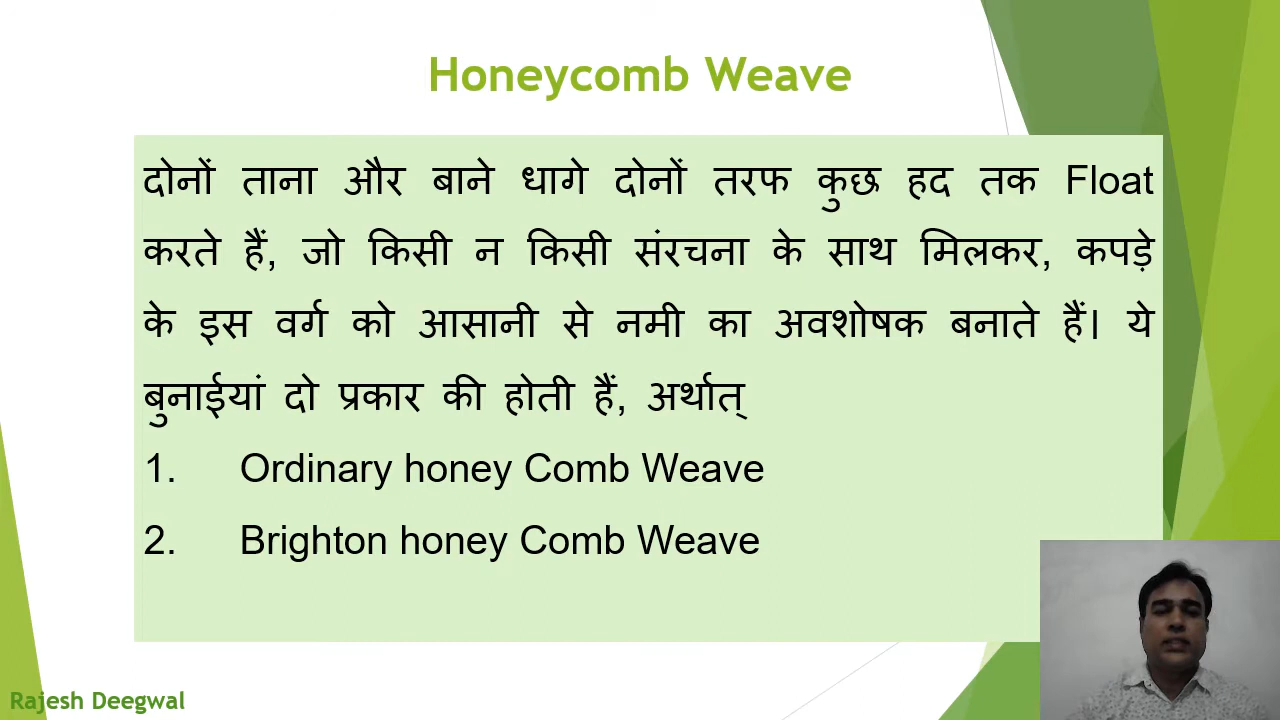 Honeycomb Weave
दोनों ताना और बाने धागे दोनों तरफ कुछ हद तक Float
करते हैं, जो किसी न किसी संरचना के साथ मिलकर, कपड़े
के इस वर्ग को आसानी से नमी का अवशोषक बनाते हैं। ये
बुनाईयां दो प्रकार की होती हैं, अर्थात्
1. Ordinary honey Comb Weave
2. Brighton honey Comb Weave
Rajesh Deegwal